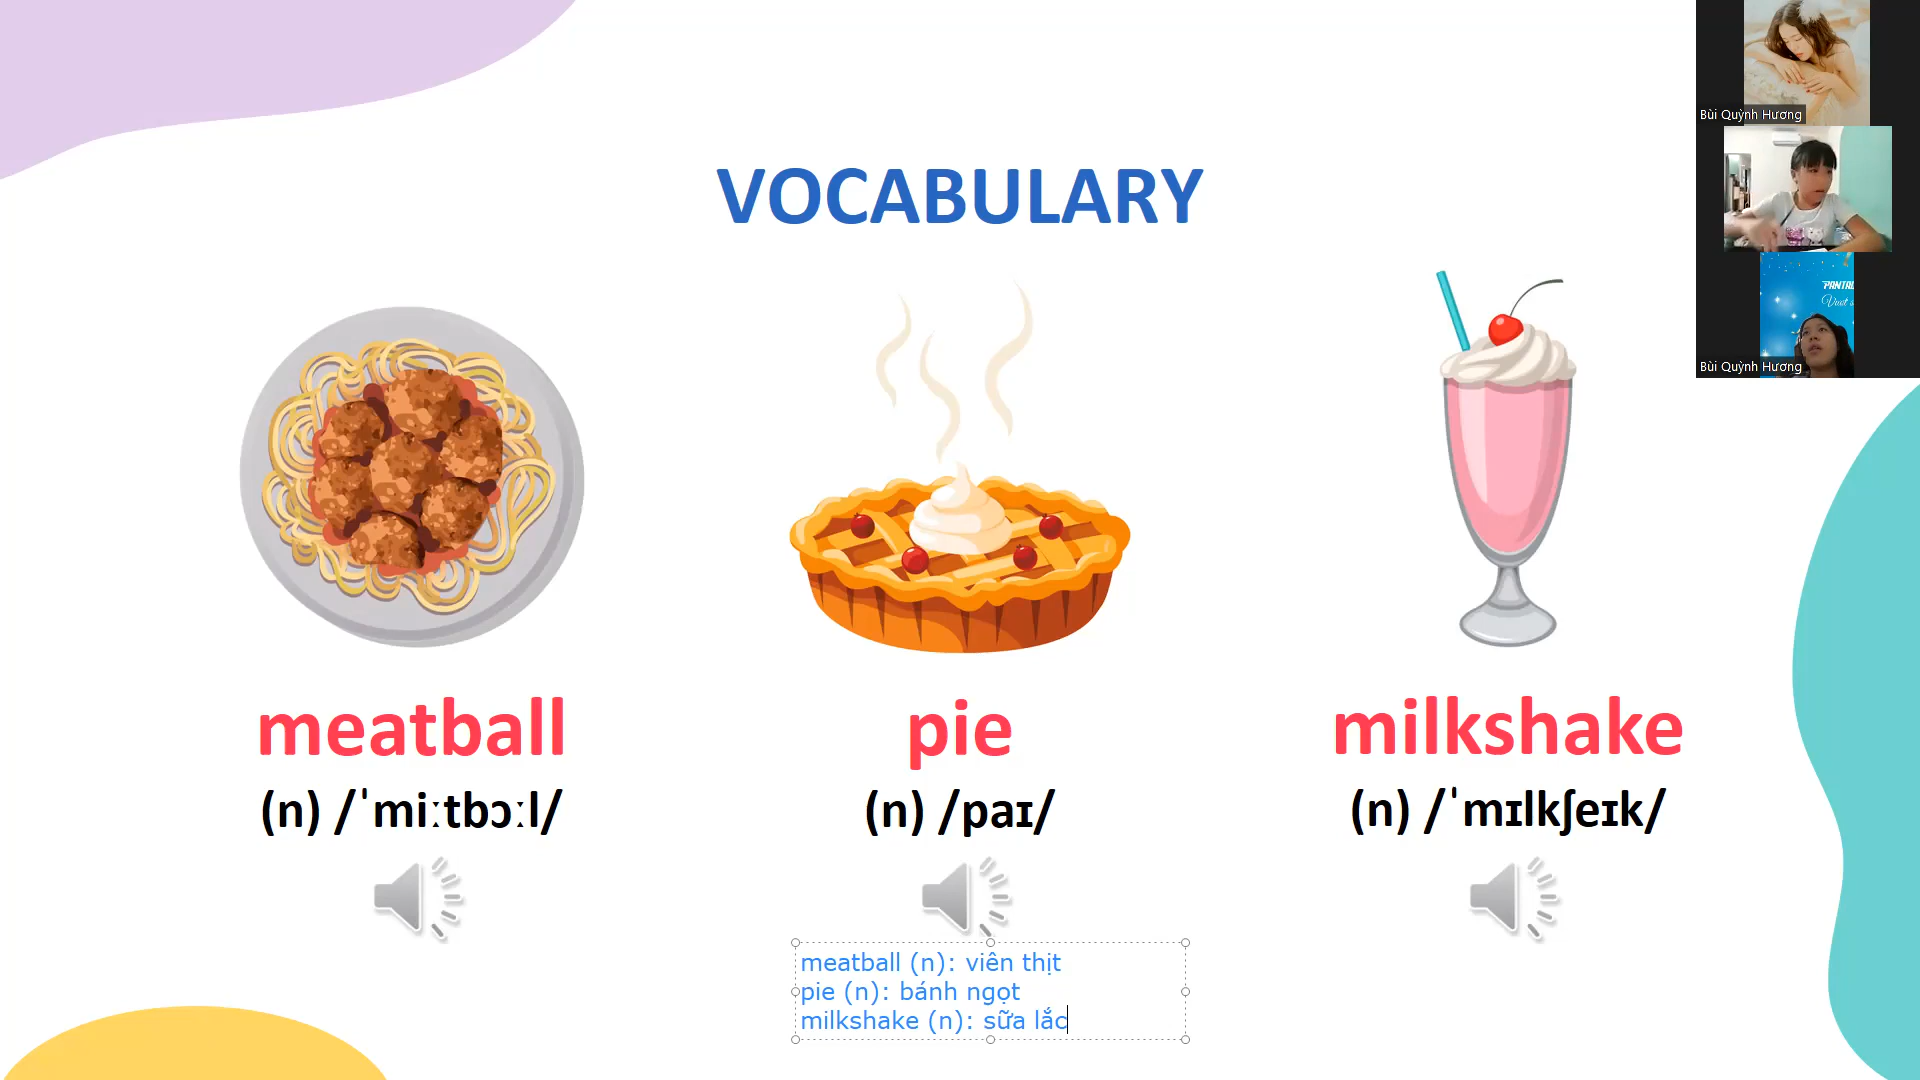 VOCABULARY
meatball
(n) /ˈmiːtbɔːl/
pie
(n) /paɪ/
milkshake
(n) /ˈmɪlkʃeɪk/
meatball (n): viên thịt
pie (n): bánh ngọt
milkshake (n): sữa lắc
Bùi Quỳnh Hương
Bùi Quỳnh Hương